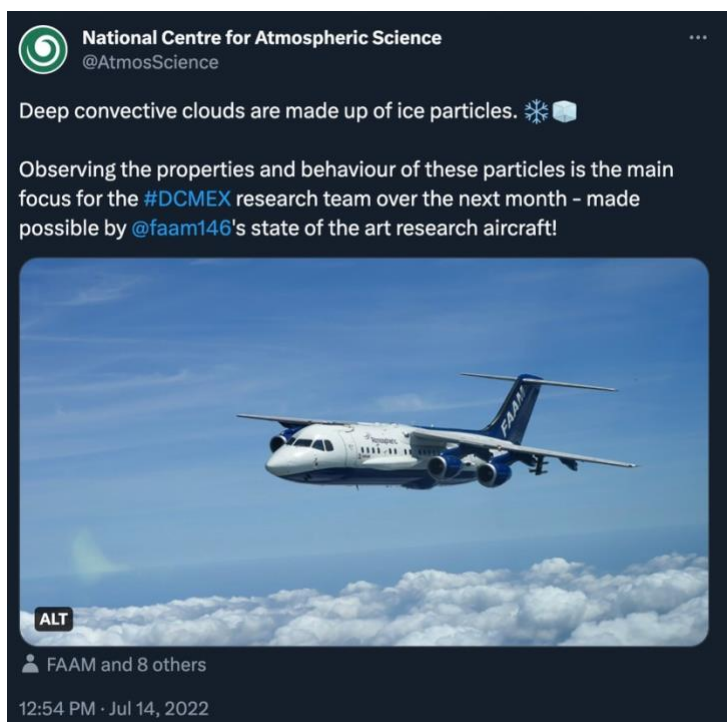 National Centre for Atmospheric Science
@AtmosScience
Deep convective clouds are made up of ice particles. ❄️🧊
Observing the properties and behaviour of these particles is the main
focus for the #DCMEX research team over the next month - made
possible by @faam146's state of the art research aircraft!
FAAM
Atmospheric
ALT
FAAM and 8 others
12:54 PM · Jul 14, 2022